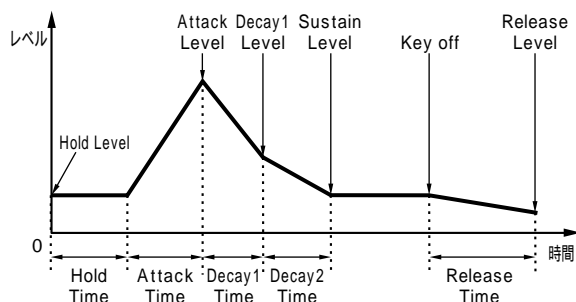 レベル
Attack Level
Decay1 Level
Sustain Level
Key off
Release Level
Hold Level
0
時間
Hold Time
Attack Time
Decay1 Time
Decay2 Time
Release Time